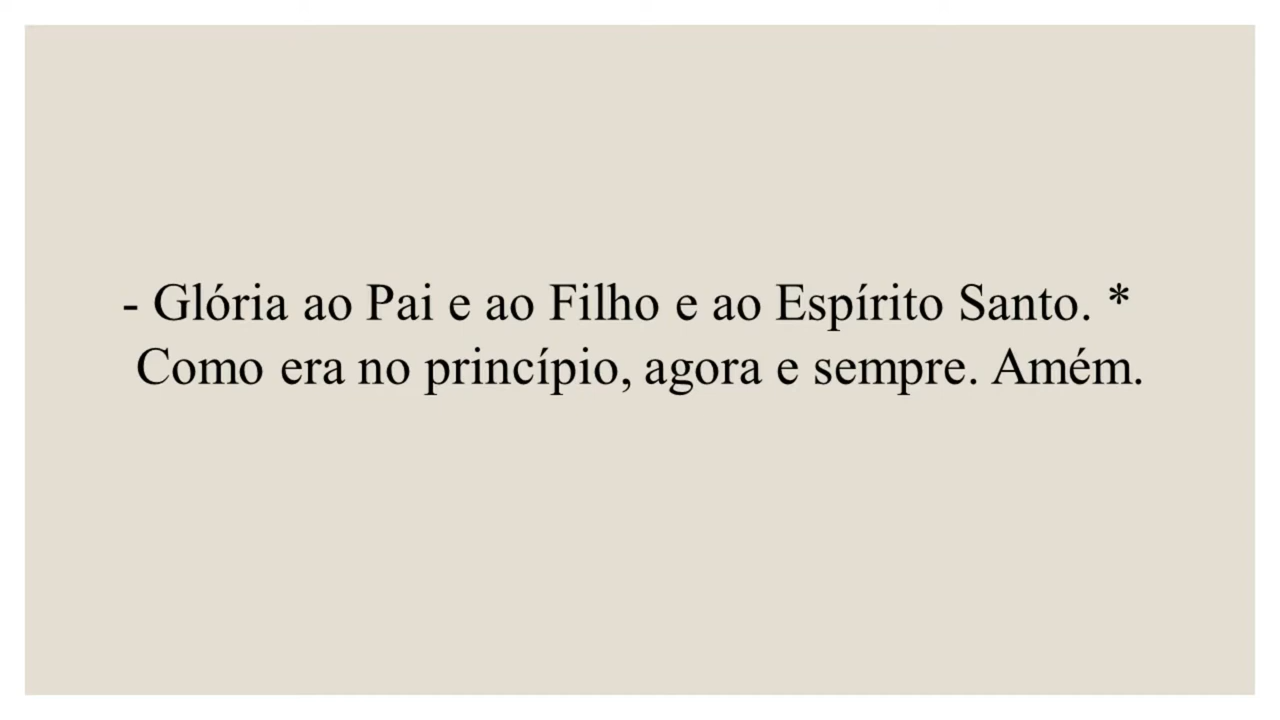 - Glória ao Pai e ao Filho e ao Espírito Santo. *
Como era no princípio, agora e sempre. Amém.